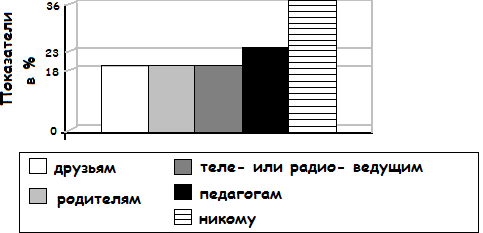 Показатели в %
36
23
18
0
друзьям
теле- или радио- ведущим
родителям
педагогам
никому